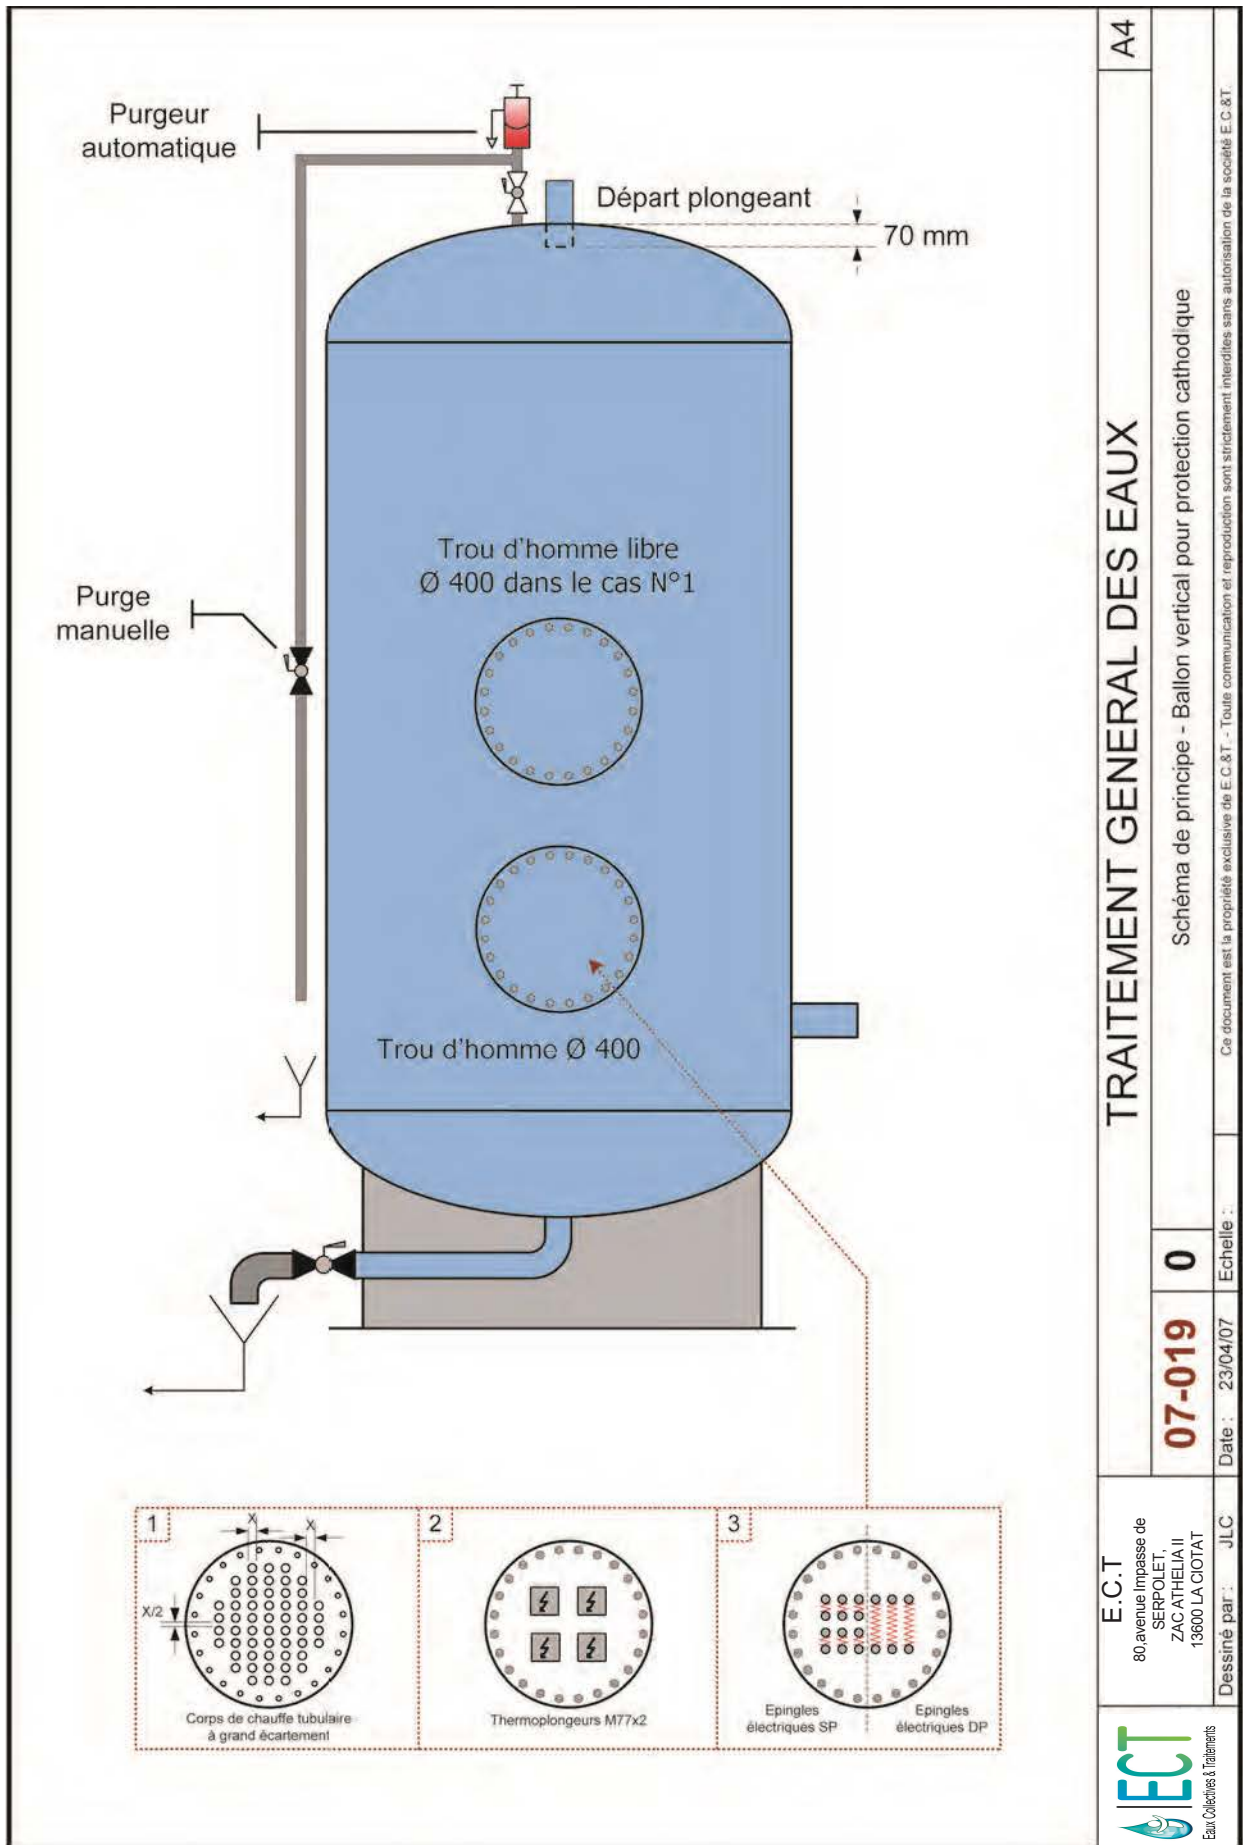 Purgeur
automatique
Départ plongeant
70 mm
Trou d'homme libre
Ø 400 dans le cas N°1
Purge
manuelle
Trou d'homme Ø 400
1
X
X
X/2
Corps de chauffe tubulaire
à grand écartement
2
Thermoplongeurs M77x2
3
Epingles
électriques SP
Epingles
électriques DP
A4
TRAITEMENT GENERAL DES EAUX
Schéma de principe - Ballon vertical pour protection cathodique
Ce document est la propriété exclusive de E.C.&T. - Toute communication et reproduction sont strictement interdites sans autorisation de la société E.C.&T.
07-019
0
Date : 23/04/07
Echelle :
E.C.T
80,avenue Impasse de
SERPOLET,
ZAC ATHELIA II
13600 LA CIOTAT
Dessiné par : JLC
ECT
Eaux Collectives & Traitements